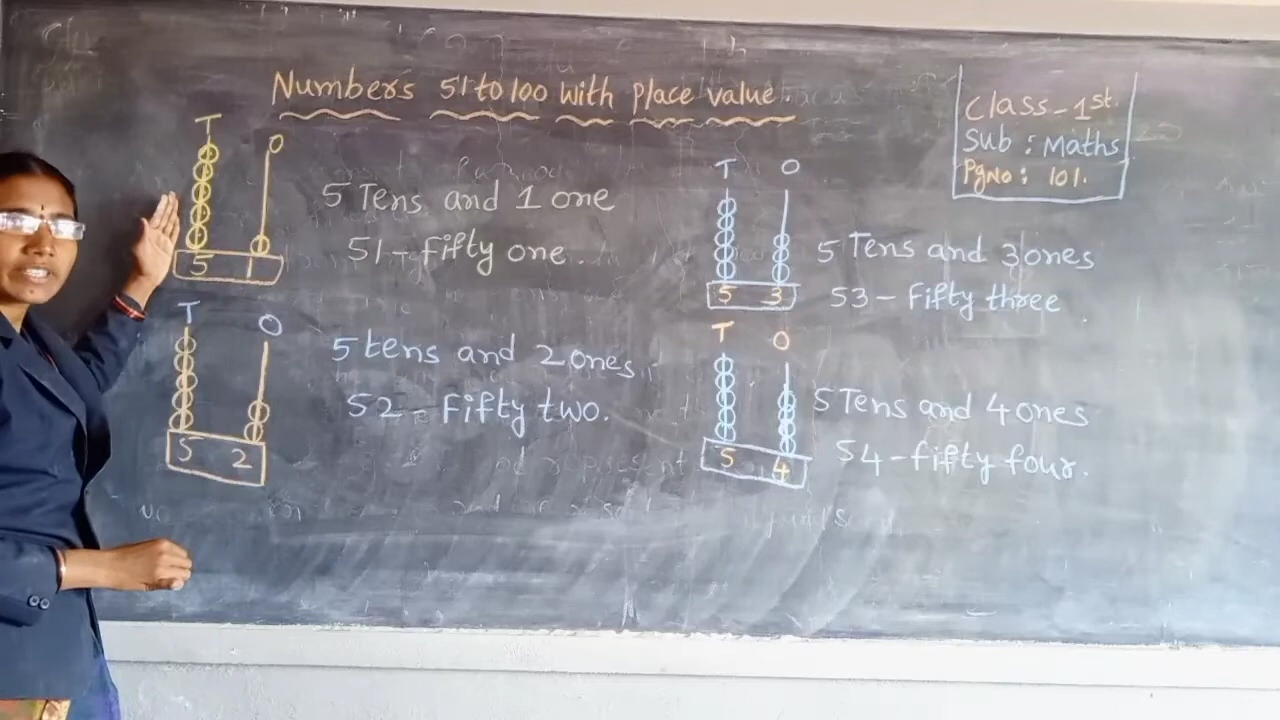 Numbers 51 to 100 with place value.
Class-1st.
Sub : Maths
PgNo: 101.
T O
5 Tens and 1 one
51-fifty one.
5 1
T O
5 tens and 2 ones.
52-Fifty two.
5 2
T O
5 Tens and 3 ones
53-Fifty three
5 3
T O
5 Tens and 4 ones
54-fifty four.
5 4